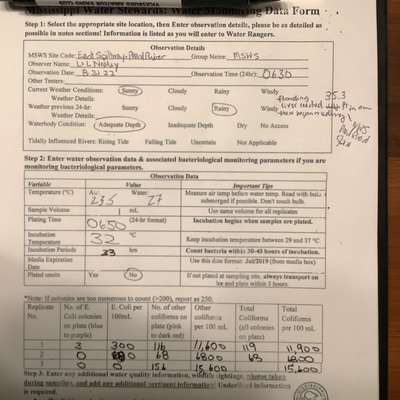 Mississippi Water Stewards: Water Monitoring Data Form
Step 1: Select the appropriate site location, then Enter observation details, please be as detailed as
possible in notes sections! Information is listed as you will enter to Water Rangers.
Observation Details
MSWS Site Code: East Spillway- Group Name: MSWS
Observer Name:
Observation Date: 8 31 22 Observation Time (24hr): 0630
Other Testers:
Current Weather Conditions: Sunny Cloudy Rainy Windy
Weather Details:
Weather previous 24-hr: Sunny Cloudy Rainy Windy
Weather Details:
flooding 35.3
river crested
Waterbody Condition: Adequate Depth Inadequate Depth Dry No Access
Tidally Influenced Rivers: Rising Tide Falling Tide Uncertain Not Applicable
Step 2: Enter water observation data & associated bacteriological monitoring parameters if you are
monitoring bacteriological parameters.
Observation Data
Variable Value Important Tips
Temperature (°C) Air: 23.5 Water: 27 Measure air temp before water temp. Read with bulb
submerged if possible. Don't touch bulb.
Sample Volume 1 mL Use same volume for all replicates
Plating Time 0650 (24-hr format) Incubation begins when samples are plated.
Incubation Temperature 32 °C Keep incubation temperature between 29 and 37 °C
Incubation Periods 33 hrs Count bacteria within 30-48 hours of incubation.
Media Expiration Date Use this date format: Jul/2019 (from media box)
Plated onsite Yes No If not plated at sampling site, always transport on
ice and plate within 3 hours.
*Note: If colonies are too numerous to count (>200), report as 250.
Replicate No. No. of E. Coli colonies on plate (blue to purple) E. Coli per 100mL No. of other coliforms on plate (pink to dark red) Other coliforms per 100 mL Total Coliforms (all colonies on plate) Total Coliforms per 100 mL
1 3 300 116 11,600 119 11,900
2 0 0 68 6800 68 6800
3 0 0 156 15,600 15,600
Step 3: Enter any additional water quality information, wildlife sightings, photos taken
during sampling, and add any additional pertinent information. Underlined information
is required.